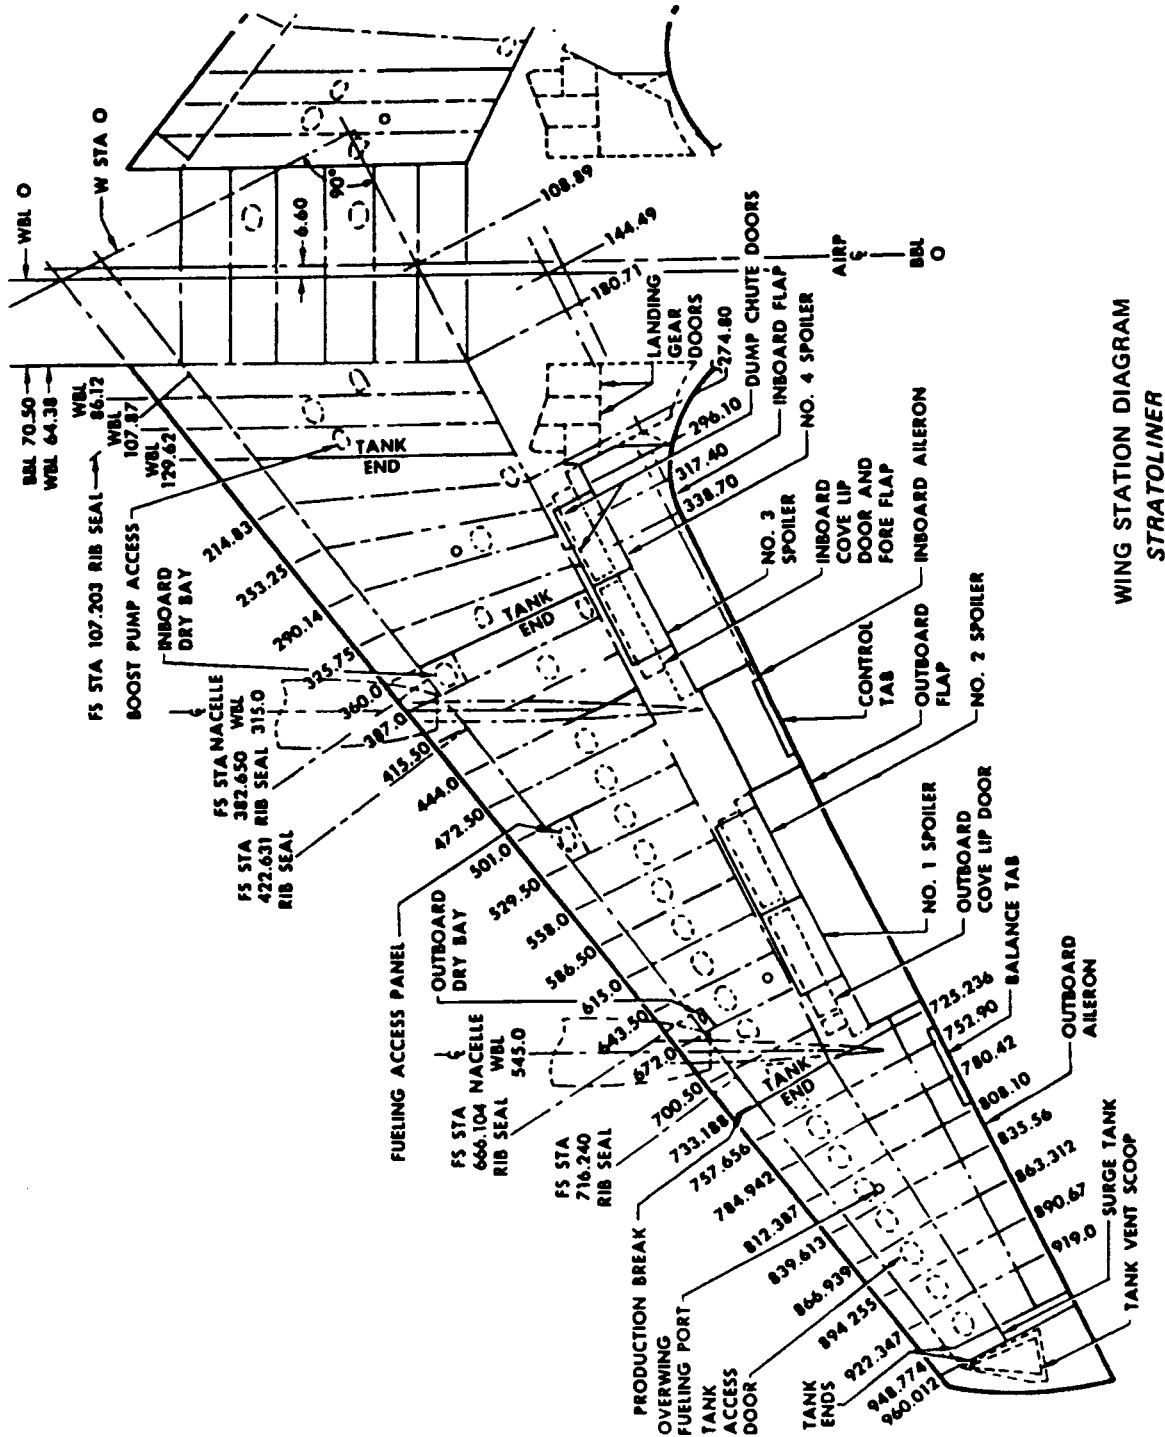 WBL O
W STA O
BBL 70.50
WBL 64.38
WBL
86.12
WBL
107.87
WBL
129.62
FS STA 107.203 RIB SEAL
BOOST PUMP ACCESS
INBOARD
DRY BAY
FS STA NACELLE
382.650 WBL
RIB SEAL 315.0
FS STA
422.631
RIB SEAL
90°
6.60
TANK
END
108.89
144.49
180.71
AIRP
℄
BBL
O
LANDING
GEAR
DOORS
274.80
DUMP CHUTE DOORS
INBOARD FLAP
NO. 4 SPOILER
296.10
317.40
338.70
214.83
253.25
290.14
325.75
360.0
387.0
415.50
444.0
472.50
501.0
529.50
558.0
586.50
615.0
643.50
672.0
700.50
733.188
757.656
784.942
812.387
839.613
866.939
894.255
922.347
948.774
960.012
℄
TANK
END
NO. 3
SPOILER
INBOARD
COVE LIP
DOOR AND
FORE FLAP
INBOARD AILERON
CONTROL
TAB
OUTBOARD
FLAP
NO. 2 SPOILER
FUELING ACCESS PANEL
OUTBOARD
DRY BAY
℄
FS STA NACELLE
666.104 WBL
RIB SEAL 545.0
FS STA
716.240
RIB SEAL
TANK
END
NO. 1 SPOILER
OUTBOARD
COVE LIP DOOR
BALANCE TAB
OUTBOARD
AILERON
725.236
752.90
780.42
808.10
835.56
863.312
890.67
919.0
PRODUCTION BREAK
OVERWING
FUELING PORT
TANK
ACCESS
DOOR
TANK
ENDS
SURGE TANK
TANK VENT SCOOP
WING STATION DIAGRAM
STRATOLINER